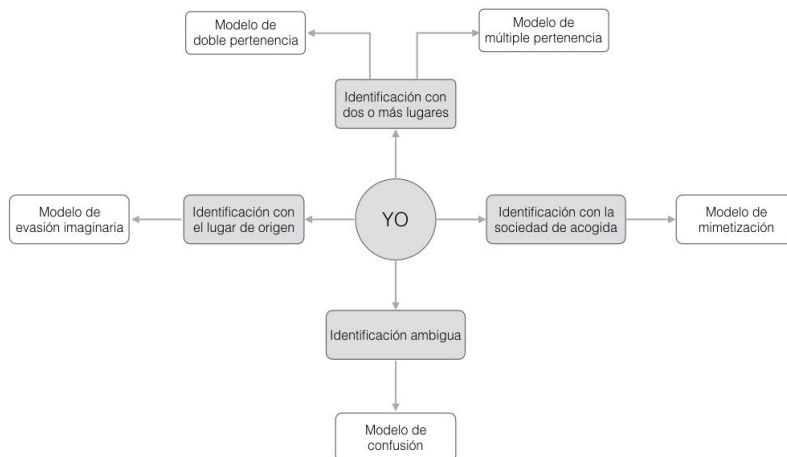 Modelo de
doble pertenencia
Modelo de
múltiple pertenencia
Identificación con
dos o más lugares
Modelo de
evasión imaginaria
Identificación con
el lugar de origen
YO
Identificación con la
sociedad de acogida
Modelo de
mimetización
Identificación ambigua
Modelo de
confusión